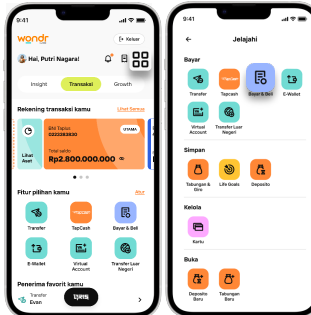 9:41
wondr
Keluar
Hai, Putri Nagara!
Insight Transaksi Growth
Rekening transaksi kamu Lihat Semua
BNI Taplus UTAMA
Total saldo
Rp2.800.000.000
Lihat
Aset
Fitur pilihan kamu Atur
TapCash
Transfer TapCash Bayar & Beli
E-Wallet Virtual
Account Transfer Luar
Negeri
Penerima favorit kamu
Transfer
Evan
9:41
Jelajahi
Bayar
Transfer Tapcash Bayar & Beli E-Wallet
Virtual
Account Transfer Luar
Negeri
Simpan
Tabungan &
Giro Life Goals Deposito
Kelola
Kartu
Buka
Deposito
Baru Tabungan
Baru